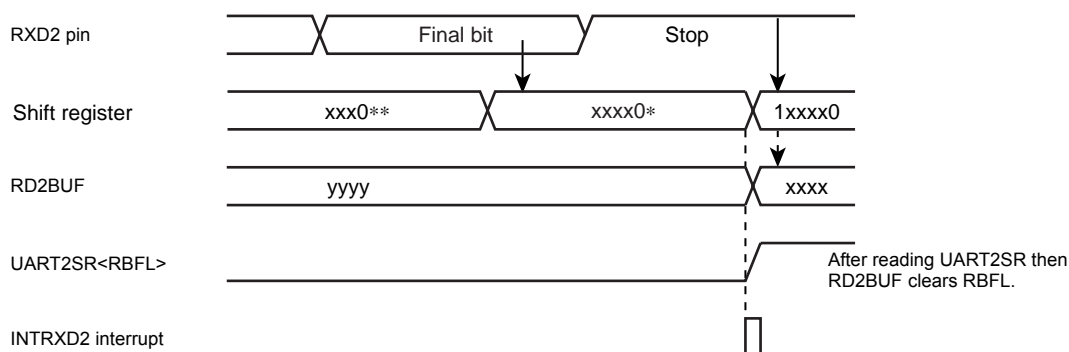 RXD2 pin Final bit Stop
Shift register xxx0** xxxx0* 1xxxx0
RD2BUF yyyy xxxx
UART2SR<RBFL> After reading UART2SR then
RD2BUF clears RBFL.
INTRXD2 interrupt